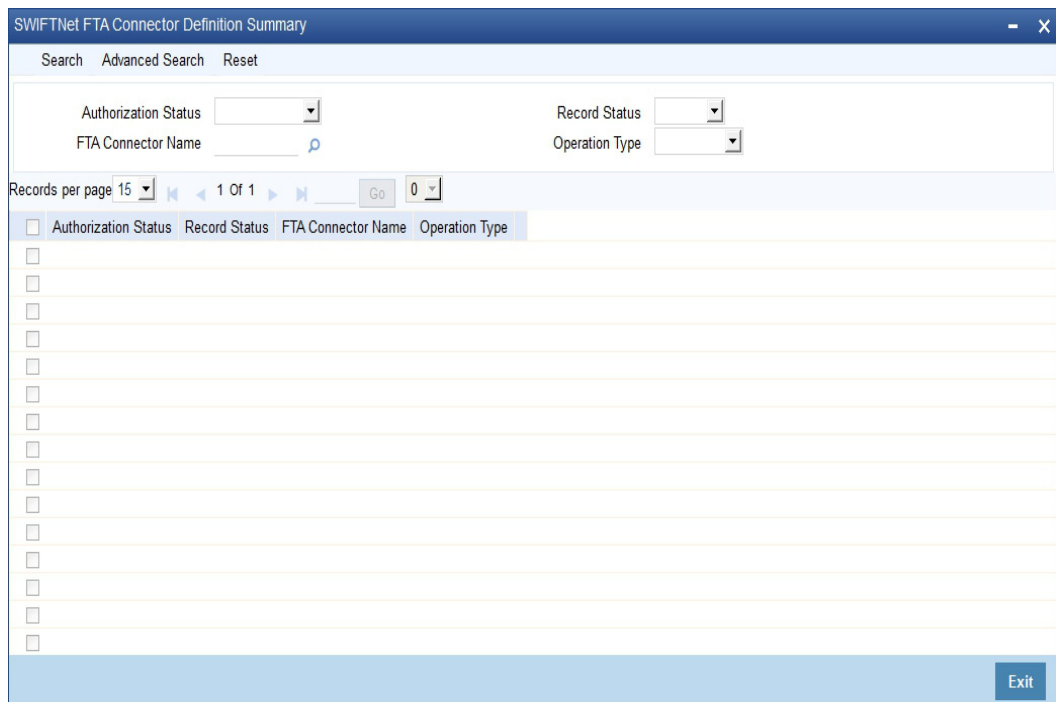 SWIFTNet FTA Connector Definition Summary
Search Advanced Search Reset
Authorization Status Record Status
FTA Connector Name Operation Type
Records per page 15 1 Of 1 Go 0
Authorization Status Record Status FTA Connector Name Operation Type
Exit